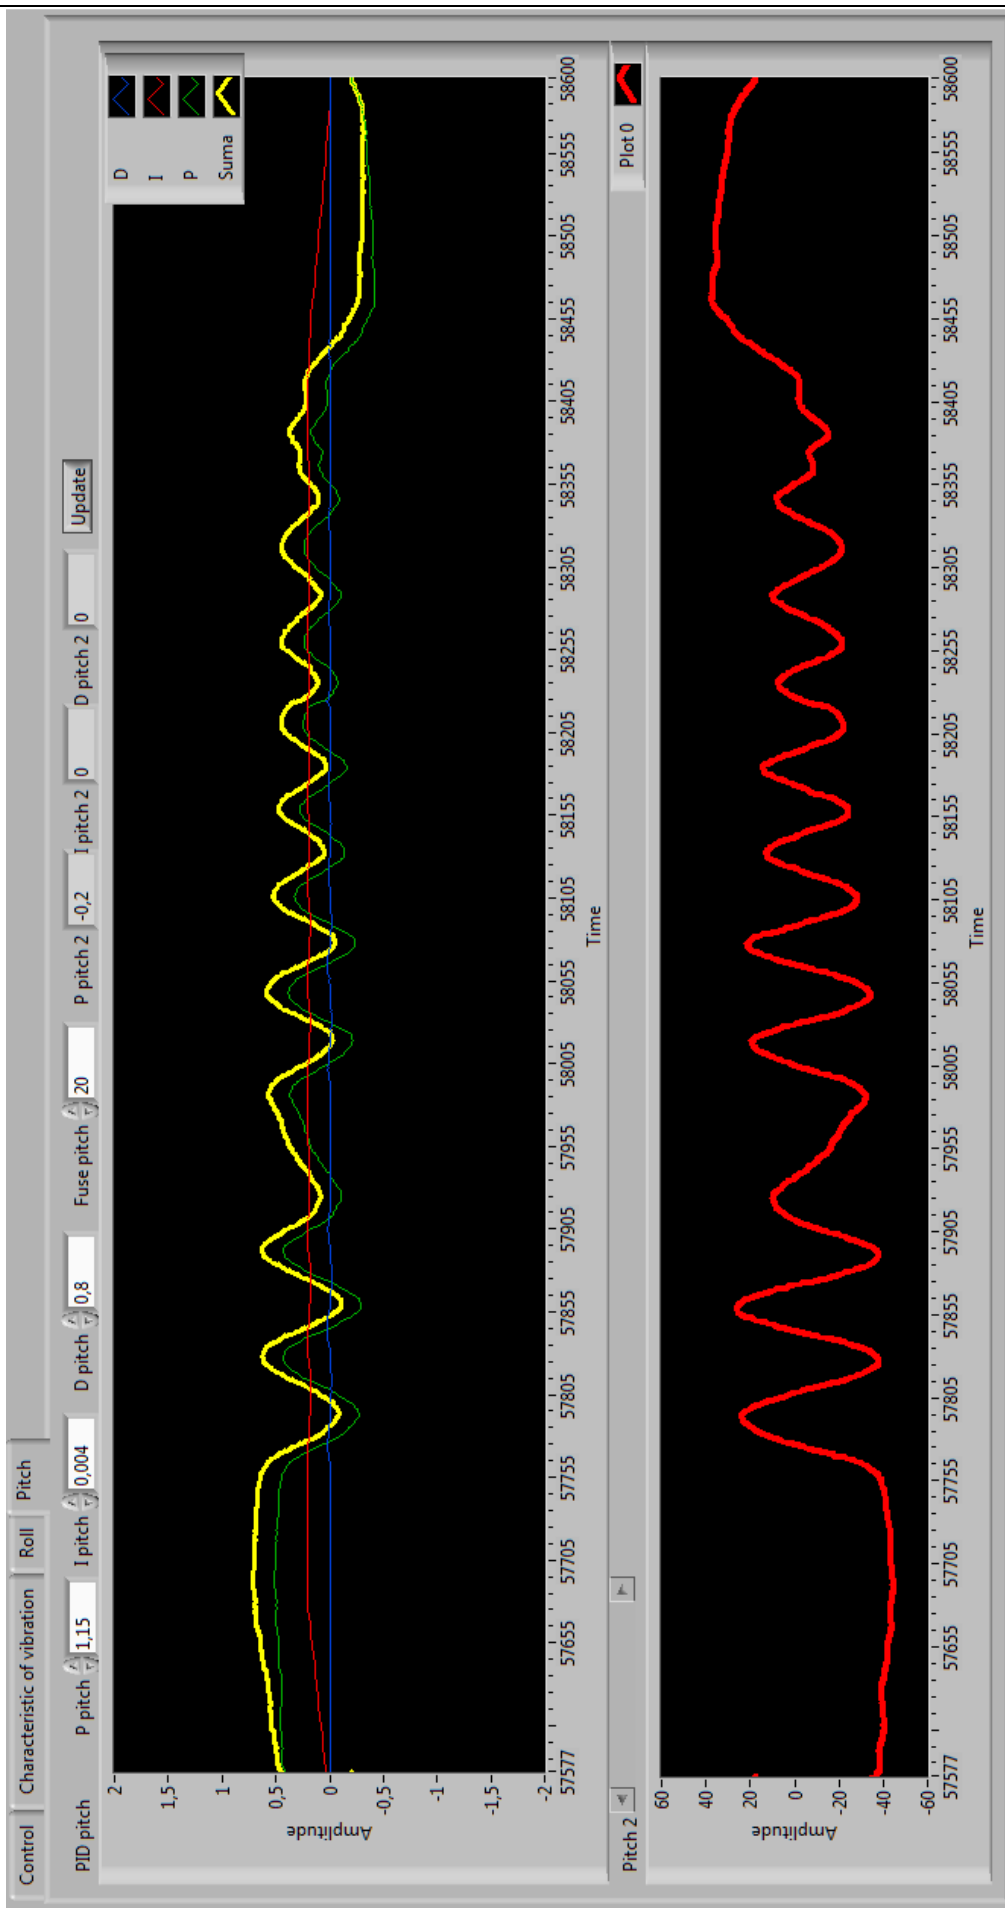 Control Characteristic of vibration Roll Pitch
PID pitch P pitch 1,15 I pitch 0,004 D pitch 0,8 Fuse pitch 20 P pitch 2 -0,2 I pitch 2 0 D pitch 2 0 Update
D
I
P
Suma
2
1,5
1
0,5
0
-0,5
-1
-1,5
-2
Amplitude
57577 57655 57705 57755 57805 57855 57905 57955 58005 58055 58105 58155 58205 58255 58305 58355 58405 58455 58505 58555 58600
Time
Pitch 2
Plot 0
60
40
20
0
-20
-40
-60
Amplitude
57577 57655 57705 57755 57805 57855 57905 57955 58005 58055 58105 58155 58205 58255 58305 58355 58405 58455 58505 58555 58600
Time